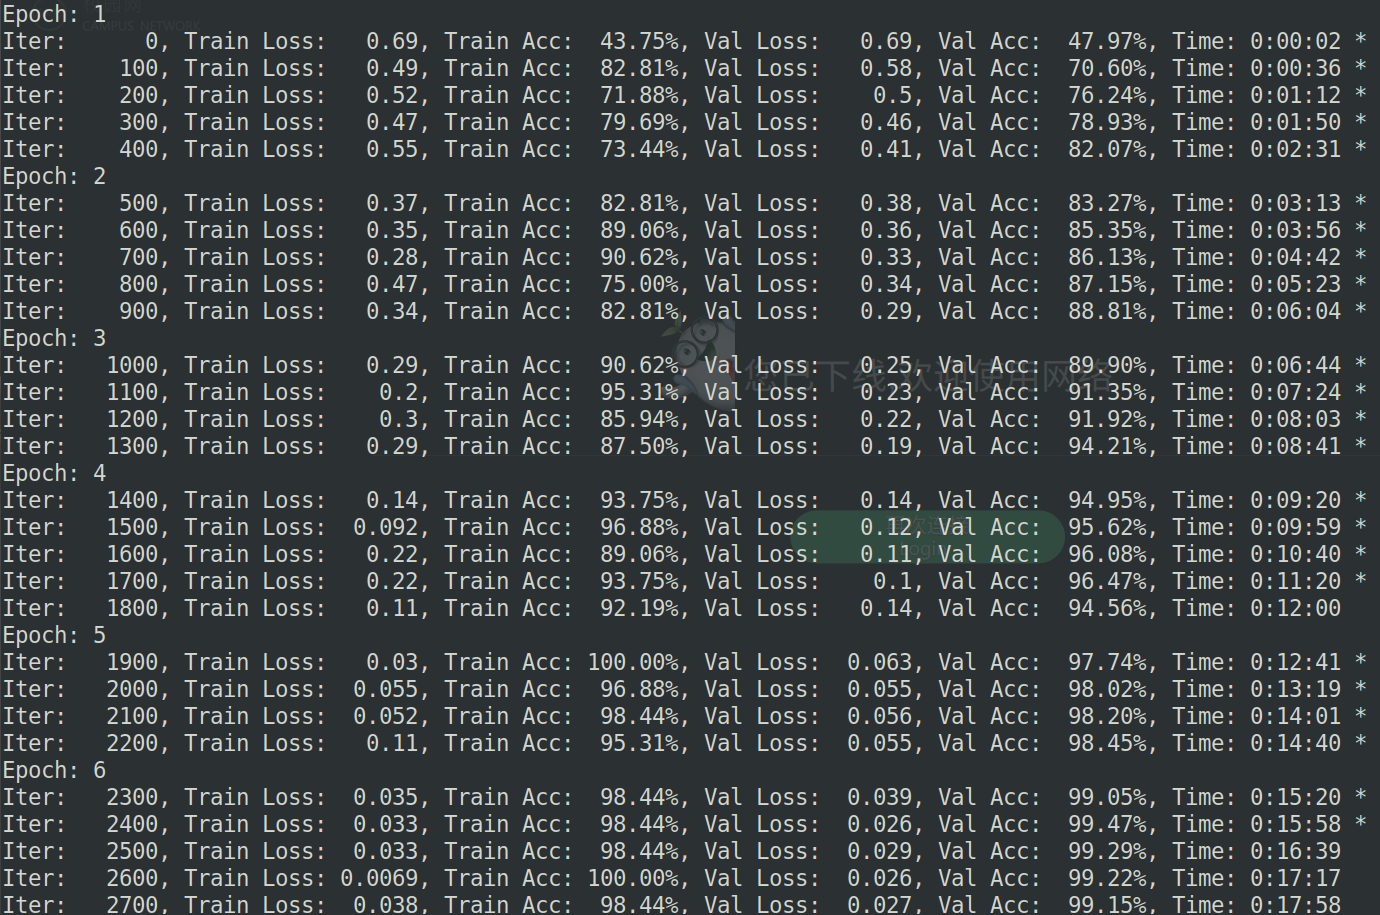 Epoch: 1
CAMPUS NETWORK
Iter:      0, Train Loss:   0.69, Train Acc:  43.75%, Val Loss:   0.69, Val Acc:  47.97%, Time: 0:00:02 *
Iter:    100, Train Loss:   0.49, Train Acc:  82.81%, Val Loss:   0.58, Val Acc:  70.60%, Time: 0:00:36 *
Iter:    200, Train Loss:   0.52, Train Acc:  71.88%, Val Loss:    0.5, Val Acc:  76.24%, Time: 0:01:12 *
Iter:    300, Train Loss:   0.47, Train Acc:  79.69%, Val Loss:   0.46, Val Acc:  78.93%, Time: 0:01:50 *
Iter:    400, Train Loss:   0.55, Train Acc:  73.44%, Val Loss:   0.41, Val Acc:  82.07%, Time: 0:02:31 *
Epoch: 2
Iter:    500, Train Loss:   0.37, Train Acc:  82.81%, Val Loss:   0.38, Val Acc:  83.27%, Time: 0:03:13 *
Iter:    600, Train Loss:   0.35, Train Acc:  89.06%, Val Loss:   0.36, Val Acc:  85.35%, Time: 0:03:56 *
Iter:    700, Train Loss:   0.28, Train Acc:  90.62%, Val Loss:   0.33, Val Acc:  86.13%, Time: 0:04:42 *
Iter:    800, Train Loss:   0.47, Train Acc:  75.00%, Val Loss:   0.34, Val Acc:  87.15%, Time: 0:05:23 *
Iter:    900, Train Loss:   0.34, Train Acc:  82.81%, Val Loss:   0.29, Val Acc:  88.81%, Time: 0:06:04 *
Epoch: 3
Iter:   1000, Train Loss:   0.29, Train Acc:  90.62%, Val Loss:   0.25, Val Acc:  89.90%, Time: 0:06:44 *
您已下线,欢迎使用网络
Iter:   1100, Train Loss:    0.2, Train Acc:  95.31%, Val Loss:   0.23, Val Acc:  91.35%, Time: 0:07:24 *
Iter:   1200, Train Loss:    0.3, Train Acc:  85.94%, Val Loss:   0.22, Val Acc:  91.92%, Time: 0:08:03 *
Iter:   1300, Train Loss:   0.29, Train Acc:  87.50%, Val Loss:   0.19, Val Acc:  94.21%, Time: 0:08:41 *
Epoch: 4
Iter:   1400, Train Loss:   0.14, Train Acc:  93.75%, Val Loss:   0.14, Val Acc:  94.95%, Time: 0:09:20 *
Iter:   1500, Train Loss:  0.092, Train Acc:  96.88%, Val Loss:   0.12, Val Acc:  95.62%, Time: 0:09:59 *
Iter:   1600, Train Loss:   0.22, Train Acc:  89.06%, Val Loss:   0.11, Val Acc:  96.08%, Time: 0:10:40 *
Iter:   1700, Train Loss:   0.22, Train Acc:  93.75%, Val Loss:    0.1, Val Acc:  96.47%, Time: 0:11:20 *
Iter:   1800, Train Loss:   0.11, Train Acc:  92.19%, Val Loss:   0.14, Val Acc:  94.56%, Time: 0:12:00
Epoch: 5
Iter:   1900, Train Loss:   0.03, Train Acc: 100.00%, Val Loss:  0.063, Val Acc:  97.74%, Time: 0:12:41 *
Iter:   2000, Train Loss:  0.055, Train Acc:  96.88%, Val Loss:  0.055, Val Acc:  98.02%, Time: 0:13:19 *
Iter:   2100, Train Loss:  0.052, Train Acc:  98.44%, Val Loss:  0.056, Val Acc:  98.20%, Time: 0:14:01 *
Iter:   2200, Train Loss:   0.11, Train Acc:  95.31%, Val Loss:  0.055, Val Acc:  98.45%, Time: 0:14:40 *
Epoch: 6
Iter:   2300, Train Loss:  0.035, Train Acc:  98.44%, Val Loss:  0.039, Val Acc:  99.05%, Time: 0:15:20 *
Iter:   2400, Train Loss:  0.033, Train Acc:  98.44%, Val Loss:  0.026, Val Acc:  99.47%, Time: 0:15:58 *
Iter:   2500, Train Loss:  0.033, Train Acc:  98.44%, Val Loss:  0.029, Val Acc:  99.29%, Time: 0:16:39
Iter:   2600, Train Loss: 0.0069, Train Acc: 100.00%, Val Loss:  0.026, Val Acc:  99.22%, Time: 0:17:17
Iter:   2700, Train Loss:  0.038, Train Acc:  98.44%, Val Loss:  0.027, Val Acc:  99.15%, Time: 0:17:58